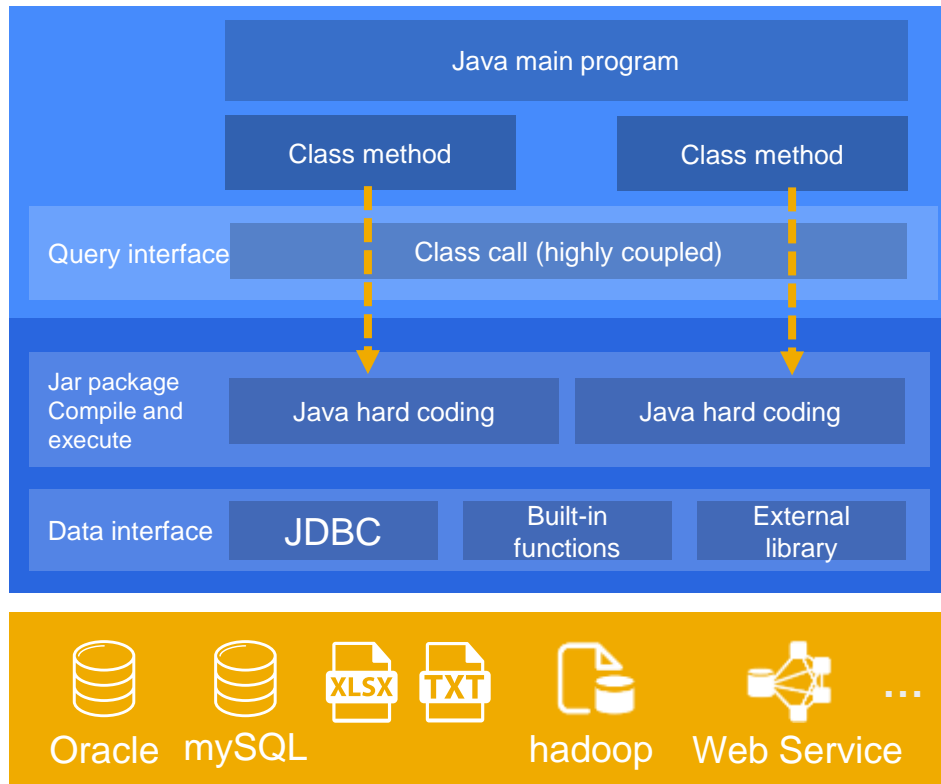 Java main program
Class method
Class method
Query interface
Class call (highly coupled)
Jar package
Compile and
execute
Java hard coding
Java hard coding
Data interface
JDBC
Built-in
functions
External
library
XLSX
TXT
...
Oracle
mySQL
hadoop
Web Service